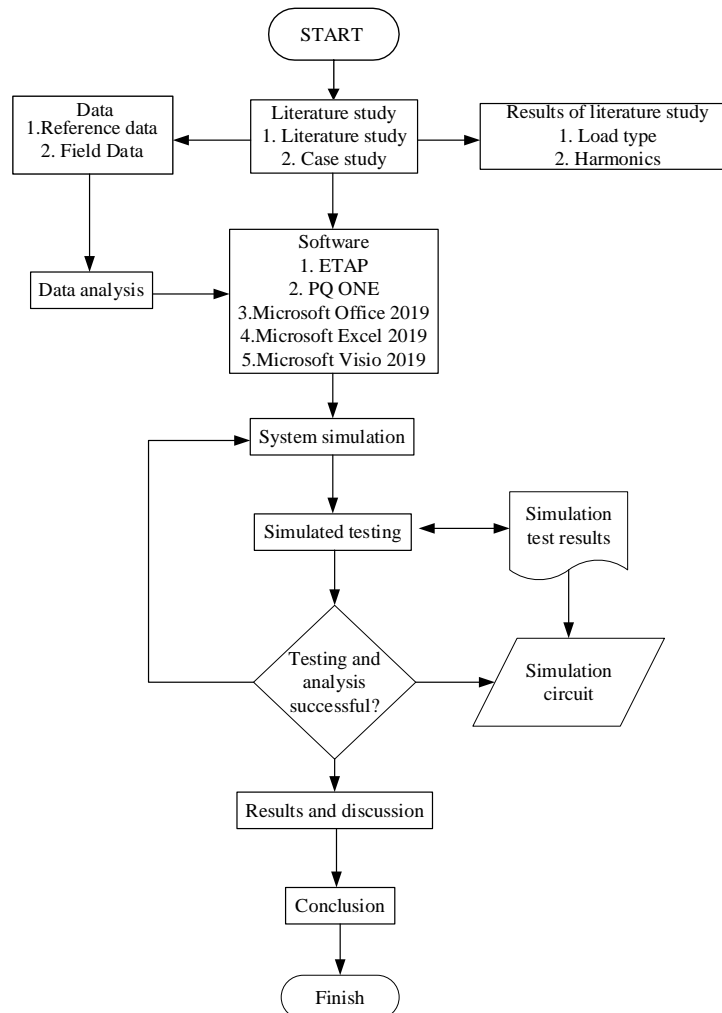 START
Data
1.Reference data
2. Field Data
Literature study
1. Literature study
2. Case study
Results of literature study
1. Load type
2. Harmonics
Data analysis
Software
1. ETAP
2. PQ ONE
3.Microsoft Office 2019
4.Microsoft Excel 2019
5.Microsoft Visio 2019
System simulation
Simulated testing
Simulation
test results
Testing and
analysis
successful?
Simulation
circuit
Results and discussion
Conclusion
Finish